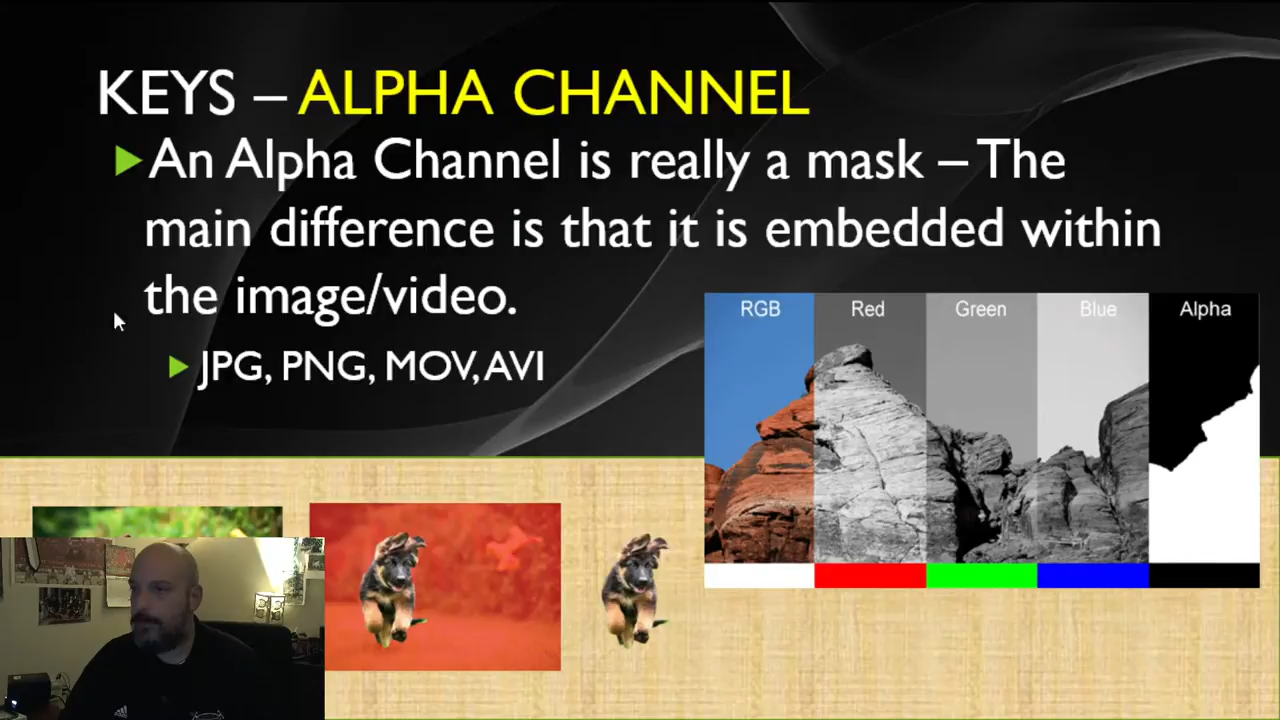 KEYS – ALPHA CHANNEL
An Alpha Channel is really a mask – The
main difference is that it is embedded within
the image/video.
JPG, PNG, MOV, AVI
RGB Red Green Blue Alpha